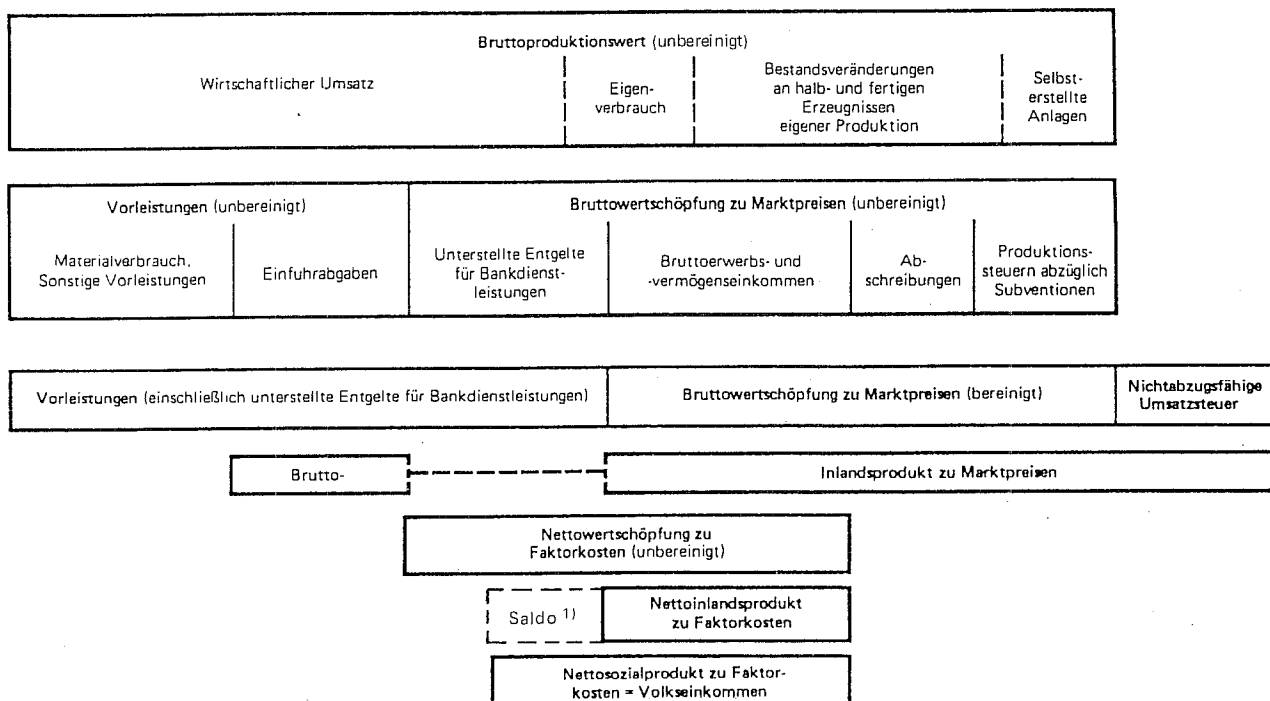 Bruttoproduktionswert (unbereinigt)
Wirtschaftlicher Umsatz
Eigen-
verbrauch
Bestandsveränderungen
an halb- und fertigen
Erzeugnissen
eigener Produktion
Selbst-
erstellte
Anlagen
Vorleistungen (unbereinigt)
Bruttowertschöpfung zu Marktpreisen (unbereinigt)
Materialverbrauch,
Sonstige Vorleistungen
Einfuhrabgaben
Unterstellte Entgelte
für Bankdienst-
leistungen
Bruttoerwerbs- und
-vermögenseinkommen
Ab-
schreibungen
Produktions-
steuern abzüglich
Subventionen
Vorleistungen (einschließlich unterstellte Entgelte für Bankdienstleistungen)
Bruttowertschöpfung zu Marktpreisen (bereinigt)
Nichtabzugsfähige
Umsatzsteuer
Brutto-
Inlandsprodukt zu Marktpreisen
Nettowertschöpfung zu
Faktorkosten (unbereinigt)
Saldo 1)
Nettoinlandsprodukt
zu Faktorkosten
Nettosozialprodukt zu Faktor-
kosten = Volkseinkommen